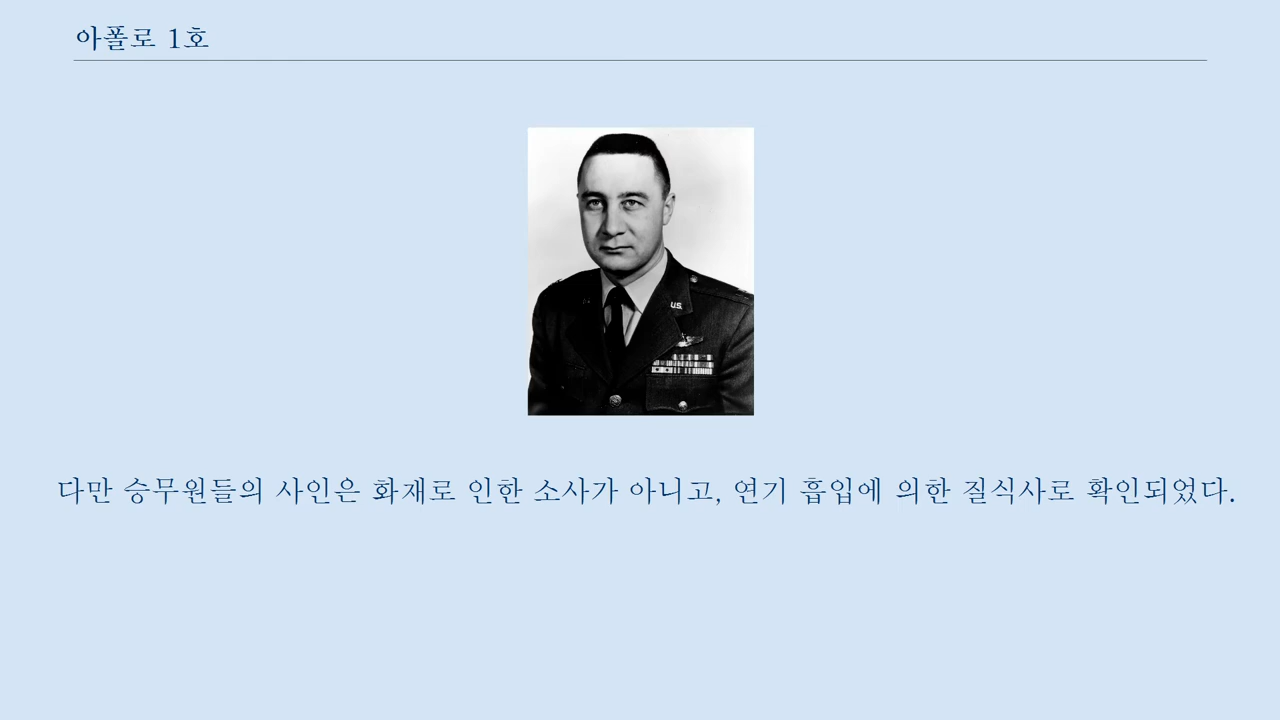 아폴로 1호
U.S.
다만 승무원들의 사인은 화재로 인한 소사가 아니고, 연기 흡입에 의한 질식사로 확인되었다.